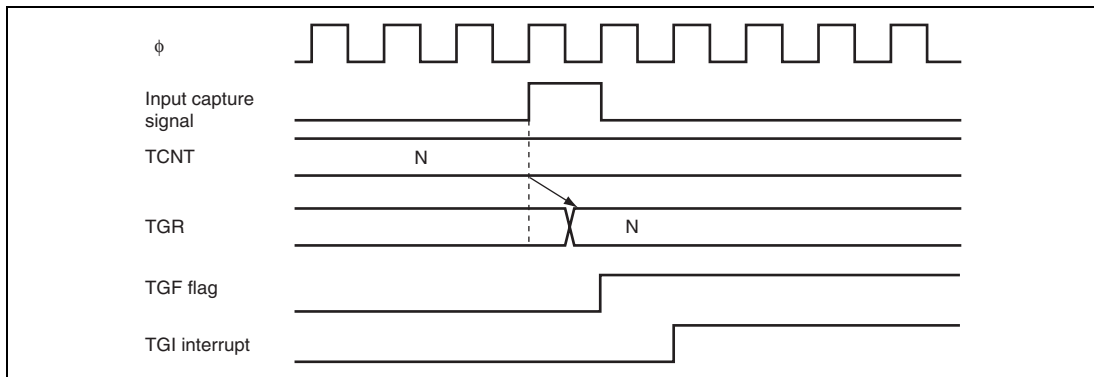 ϕ
Input capture
signal
TCNT
N
TGR
N
TGF flag
TGI interrupt